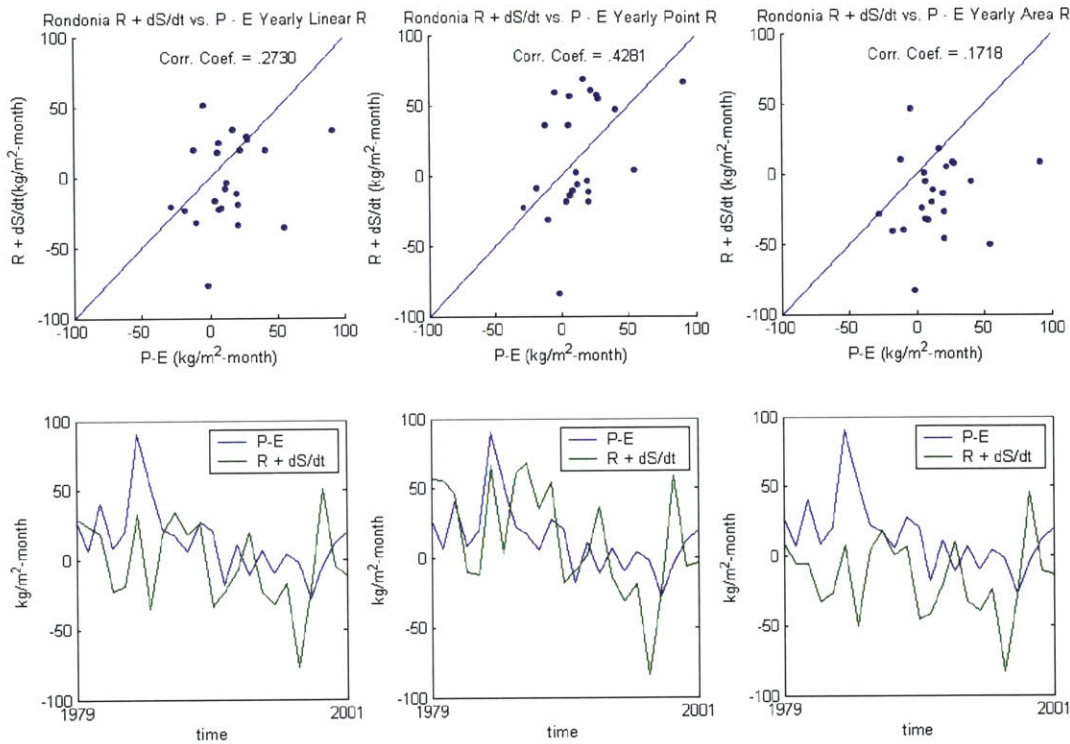 Rondonia R + dS/dt vs. P - E Yearly Linear R
100
Corr. Coef. = .2730
50
0
-50
-100
-100 -50 0 50 100
R + dS/dt(kg/m²-month)
P-E (kg/m²-month)
Rondonia R + dS/dt vs. P - E Yearly Point R
100
Corr. Coef. = .4281
50
0
-50
-100
-100 -50 0 50 100
R + dS/dt (kg/m²-month)
P-E (kg/m²-month)
Rondonia R + dS/dt vs. P - E Yearly Area R
100
Corr. Coef. = .1718
50
0
-50
-100
-100 -50 0 50 100
R + dS/dt (kg/m²-month)
P-E (kg/m²-month)
100
P-E
R + dS/dt
50
0
-50
-100
1979 2001
kg/m²-month
time
100
P-E
R + dS/dt
50
0
-50
-100
1979 2001
kg/m²-month
time
100
P-E
R + dS/dt
50
0
-50
-100
1979 2001
kg/m²-month
time